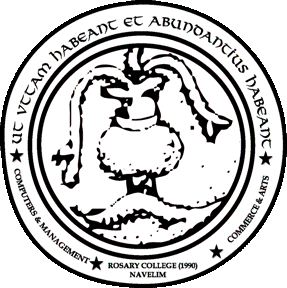 UT VITAM HABEANT ET ABUNDANTIUS HABEANT
COMPUTERS & MANAGEMENT
ROSARY COLLEGE (1990)
NAVELIM
COMMERCE & ARTS